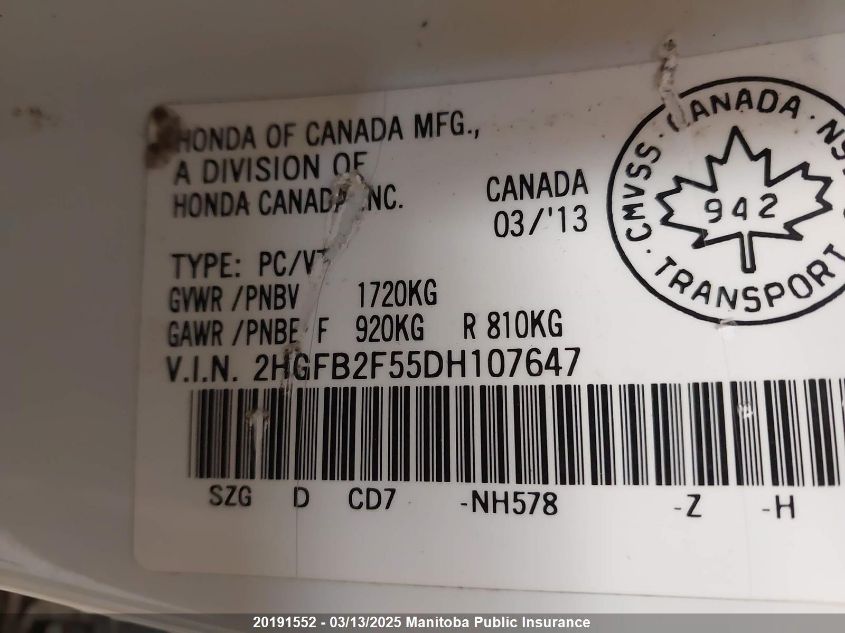 HONDA OF CANADA MFG.,
A DIVISION OF
HONDA CANADA INC.
CANADA
03/'13
TYPE: PC/VT
GVWR /PNBV 1720KG
GAWR /PNBE F 920KG R 810KG
V.I.N. 2HGFB2F55DH107647
SZG D CD7 -NH578 -Z -H
CMVSS · CANADA ·
942
TRANSPORT
20191552 - 03/13/2025 Manitoba Public Insurance